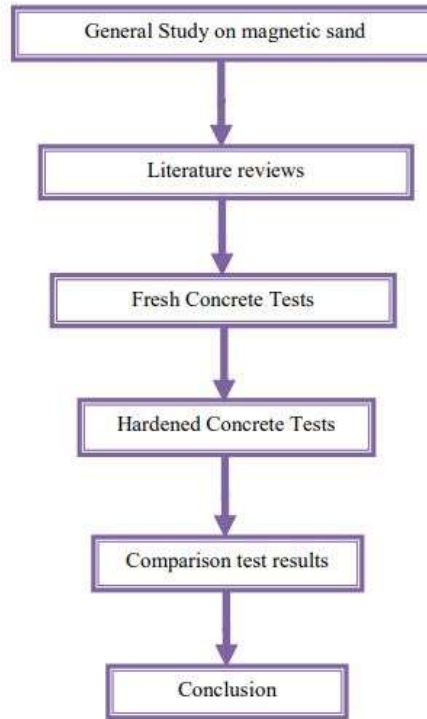 General Study on magnetic sand
Literature reviews
Fresh Concrete Tests
Hardened Concrete Tests
Comparison test results
Conclusion